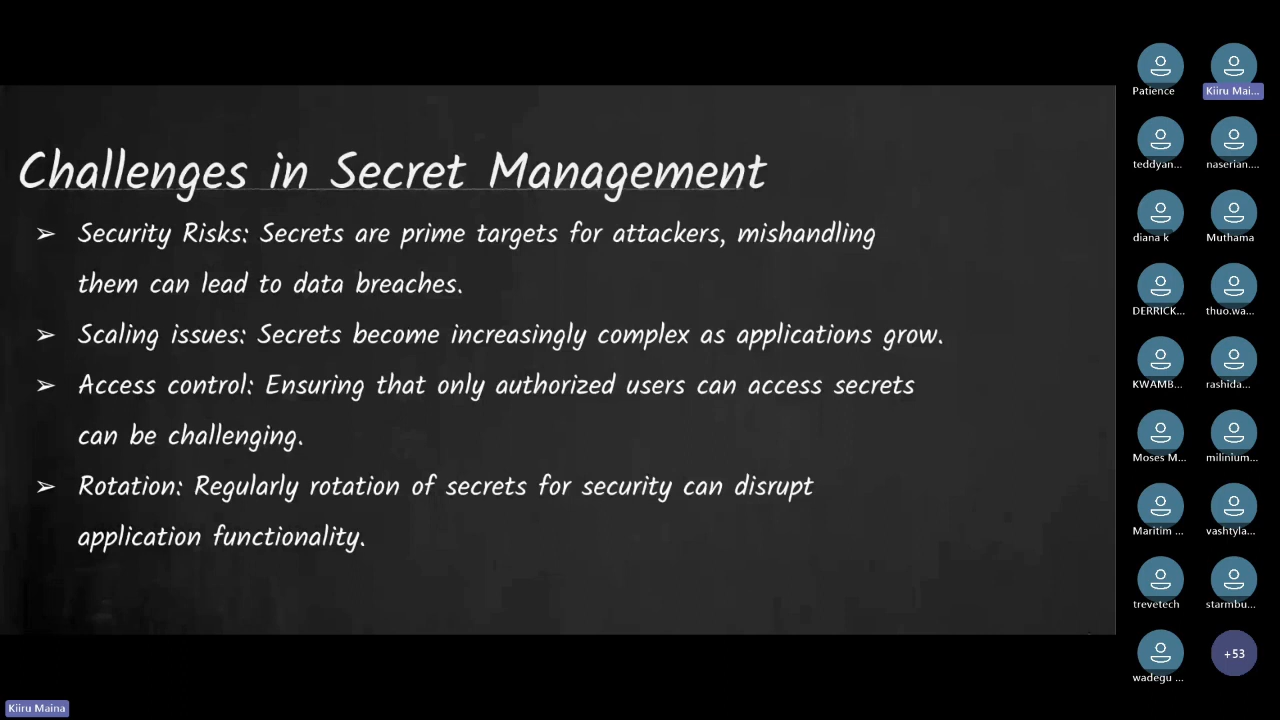 Challenges in Secret Management
➢ Security Risks: Secrets are prime targets for attackers, mishandling
them can lead to data breaches.
➢ Scaling issues: Secrets become increasingly complex as applications grow.
➢ Access control: Ensuring that only authorized users can access secrets
can be challenging.
➢ Rotation: Regularly rotation of secrets for security can disrupt
application functionality.
Patience
Kiiru Mai...
teddyan...
naserian....
diana k
Muthama
DERRICK...
thuo.wa...
KWAMB...
rashida...
Moses M...
milinium...
Maritim ...
vashtyla...
trevetech
starmbu...
wadegu ...
+53
Kiiru Maina